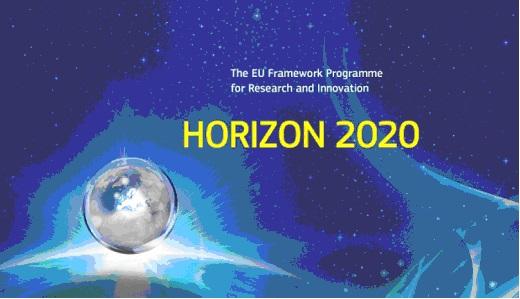 The EU Framework Programme
for Research and Innovation
HORIZON 2020